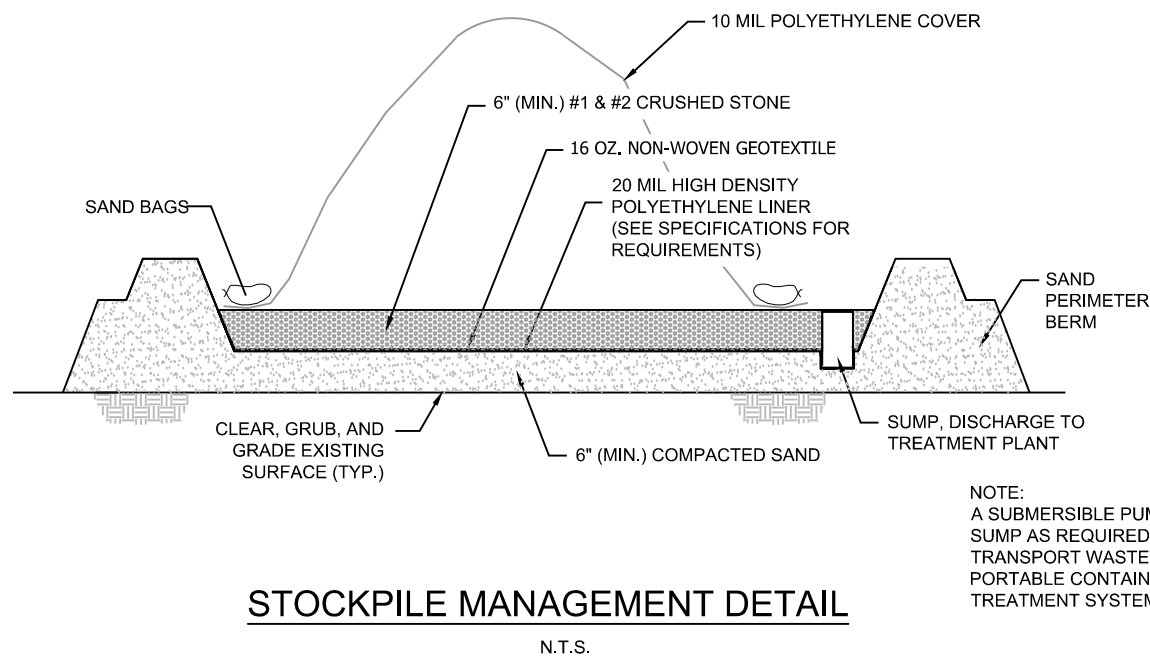 10 MIL POLYETHYLENE COVER
6" (MIN.) #1 & #2 CRUSHED STONE
16 OZ. NON-WOVEN GEOTEXTILE
20 MIL HIGH DENSITY
POLYETHYLENE LINER
(SEE SPECIFICATIONS FOR
REQUIREMENTS)
SAND BAGS
SAND
PERIMETER
BERM
CLEAR, GRUB, AND
GRADE EXISTING
SURFACE (TYP.)
6" (MIN.) COMPACTED SAND
SUMP, DISCHARGE TO
TREATMENT PLANT
NOTE:
A SUBMERSIBLE
SUMP AS REQUIRED
TRANSPORT
PORTABLE
TREATMENT SYSTEM
STOCKPILE MANAGEMENT DETAIL
N.T.S.